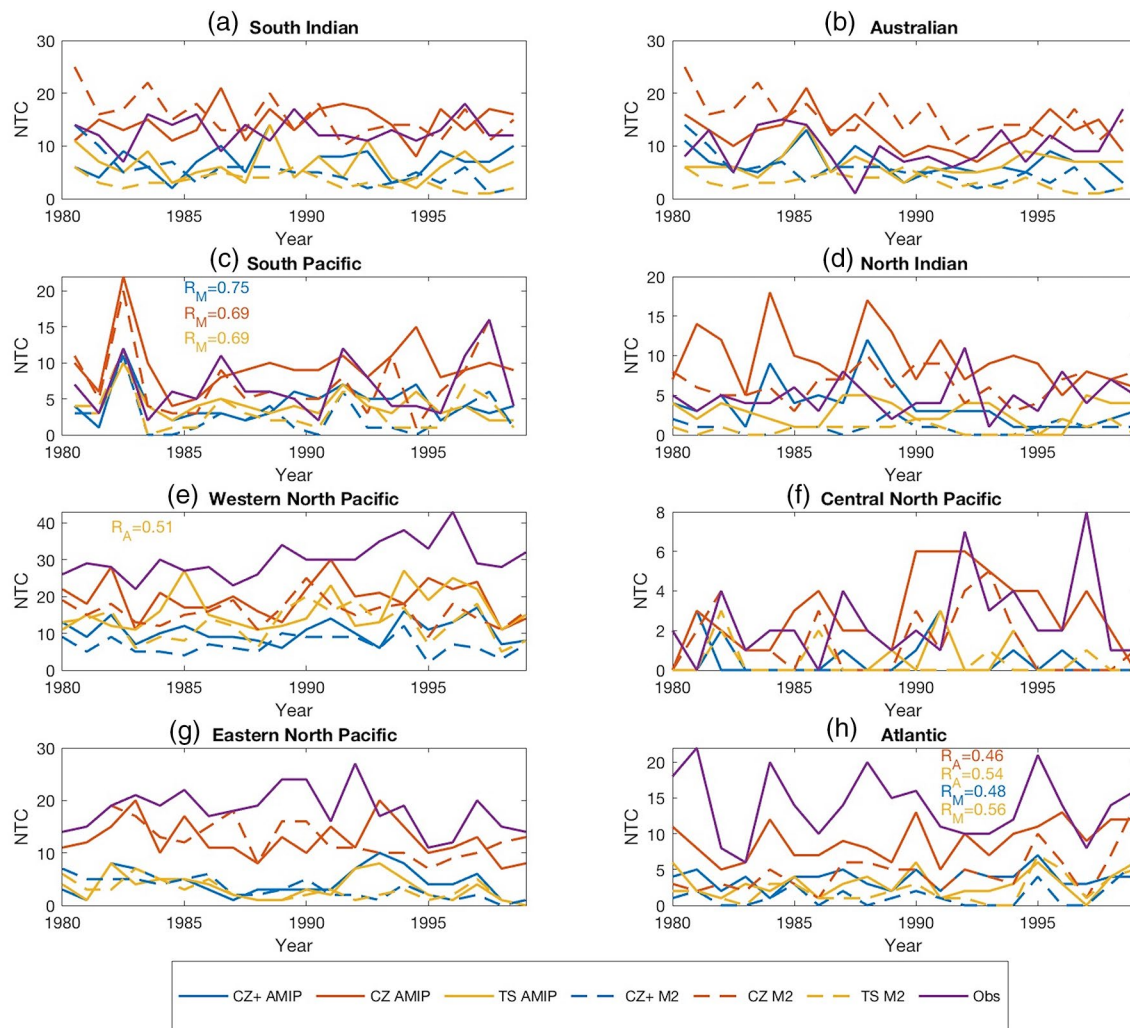 (a)
South Indian
30
20
10
0
NTC
1980 1985 1990 1995
Year
(b)
Australian
30
20
10
0
NTC
1980 1985 1990 1995
Year
(c)
South Pacific
R_M=0.75
R_M=0.69
R_M=0.69
20
15
10
5
0
NTC
1980 1985 1990 1995
Year
(d)
North Indian
20
15
10
5
0
NTC
1980 1985 1990 1995
Year
(e)
Western North Pacific
R_A=0.51
40
30
20
10
0
NTC
1980 1985 1990 1995
Year
(f)
Central North Pacific
8
6
4
2
0
NTC
1980 1985 1990 1995
Year
(g)
Eastern North Pacific
30
20
10
0
NTC
1980 1985 1990 1995
Year
(h)
Atlantic
R_A=0.46
R_A=0.54
R_M=0.48
R_M=0.56
20
15
10
5
0
NTC
1980 1985 1990 1995
Year
CZ+ AMIP CZ AMIP TS AMIP CZ+ M2 CZ M2 TS M2 Obs